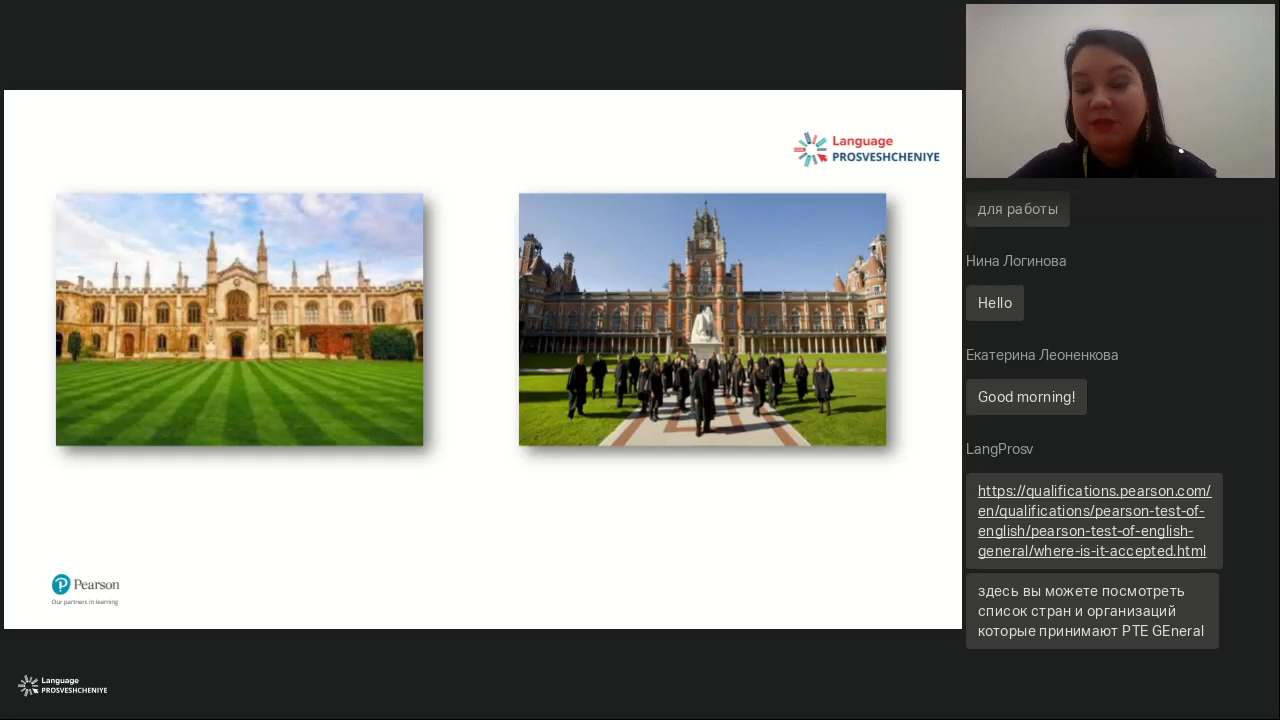 Language
PROSVESHCHENIYE
Pearson
Our partners in learning
Language
PROSVESHCHENIYE
для работы
Нина Логинова
Hello
Екатерина Леоненкова
Good morning!
LangProsv
https://qualifications.pearson.com/
en/qualifications/pearson-test-of-
english/pearson-test-of-english-
general/where-is-it-accepted.html
здесь вы можете посмотреть
список стран и организаций
которые принимают PTE GEneral